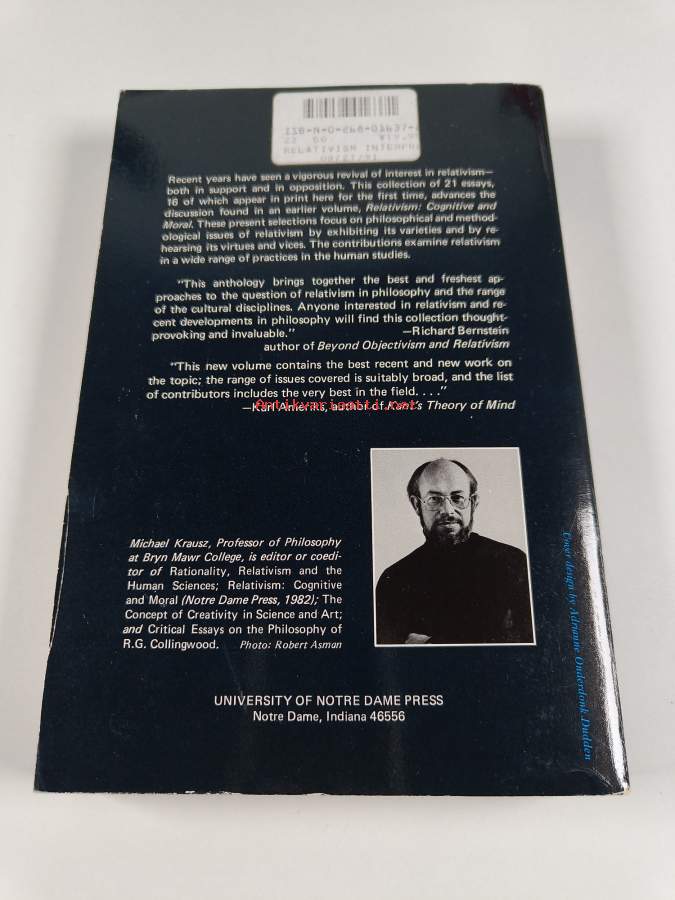 ISB-N-0-268-01637-
RELATIVISM INTERPRE
08/27/91
Recent years have seen a vigorous revival of interest in relativism—
both in support and in opposition. This collection of 21 essays,
16 of which appear in print here for the first time, advances the
discussion found in an earlier volume, Relativism: Cognitive and
Moral. These present selections focus on philosophical and method-
ological issues of relativism by exhibiting its varieties and by re-
hearsing its virtues and vices. The contributions examine relativism
in a wide range of practices in the human studies.
"This anthology brings together the best and freshest ap-
proaches to the question of relativism in philosophy and the range
of the cultural disciplines. Anyone interested in relativism and re-
cent developments in philosophy will find this collection thought-
provoking and invaluable." —Richard Bernstein
author of Beyond Objectivism and Relativism
"This new volume contains the best recent and new work on
the topic; the range of issues covered is suitably broad, and the list
of contributors includes the very best in the field. . . ."
—Karl Ameriks, author of Kant's Theory of Mind
Antikvariaatti.net
Michael Krausz, Professor of Philosophy
at Bryn Mawr College, is editor or coedi-
tor of Rationality, Relativism and the
Human Sciences; Relativism: Cognitive
and Moral (Notre Dame Press, 1982); The
Concept of Creativity in Science and Art;
and Critical Essays on the Philosophy of
R.G. Collingwood. Photo: Robert Asman
Cover design by Adrianne Onderdonk Dudden
UNIVERSITY OF NOTRE DAME PRESS
Notre Dame, Indiana 46556